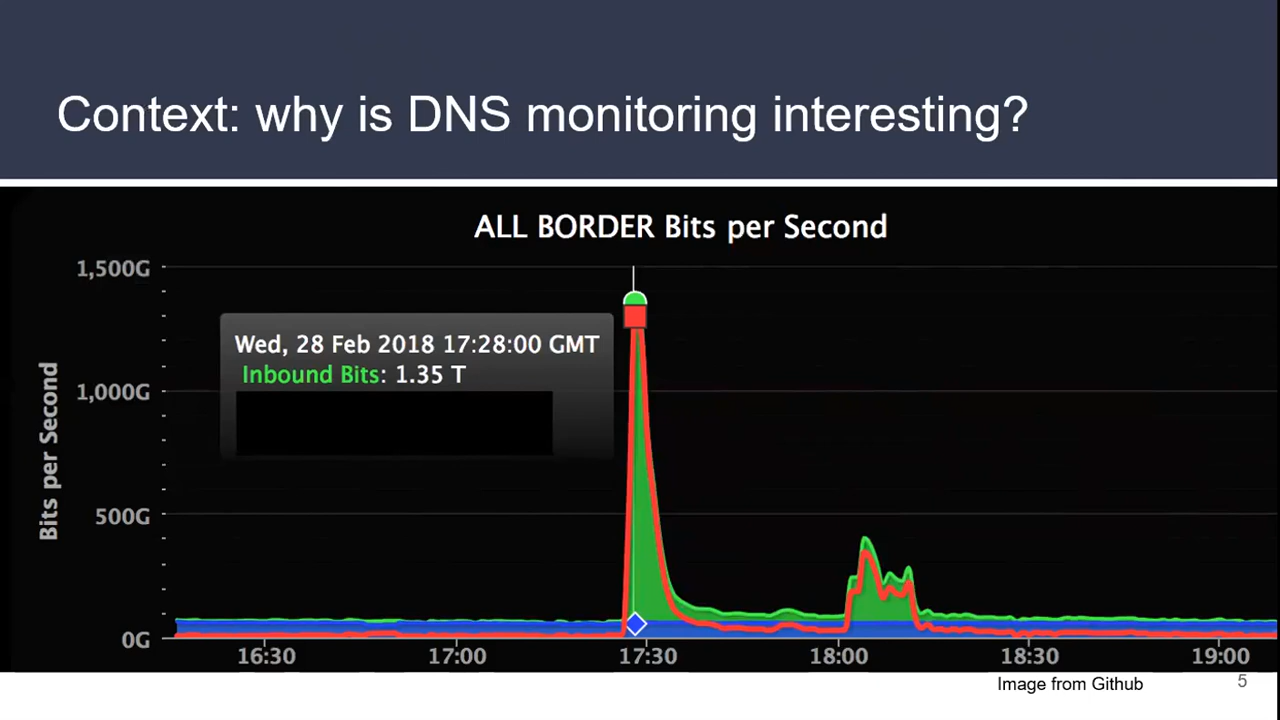 Context: why is DNS monitoring interesting?
ALL BORDER Bits per Second
1,500G
Wed, 28 Feb 2018 17:28:00 GMT
Inbound Bits: 1.35 T
1,000G
Bits per Second
500G
0G
16:30 17:00 17:30 18:00 18:30 19:00
Image from Github
5